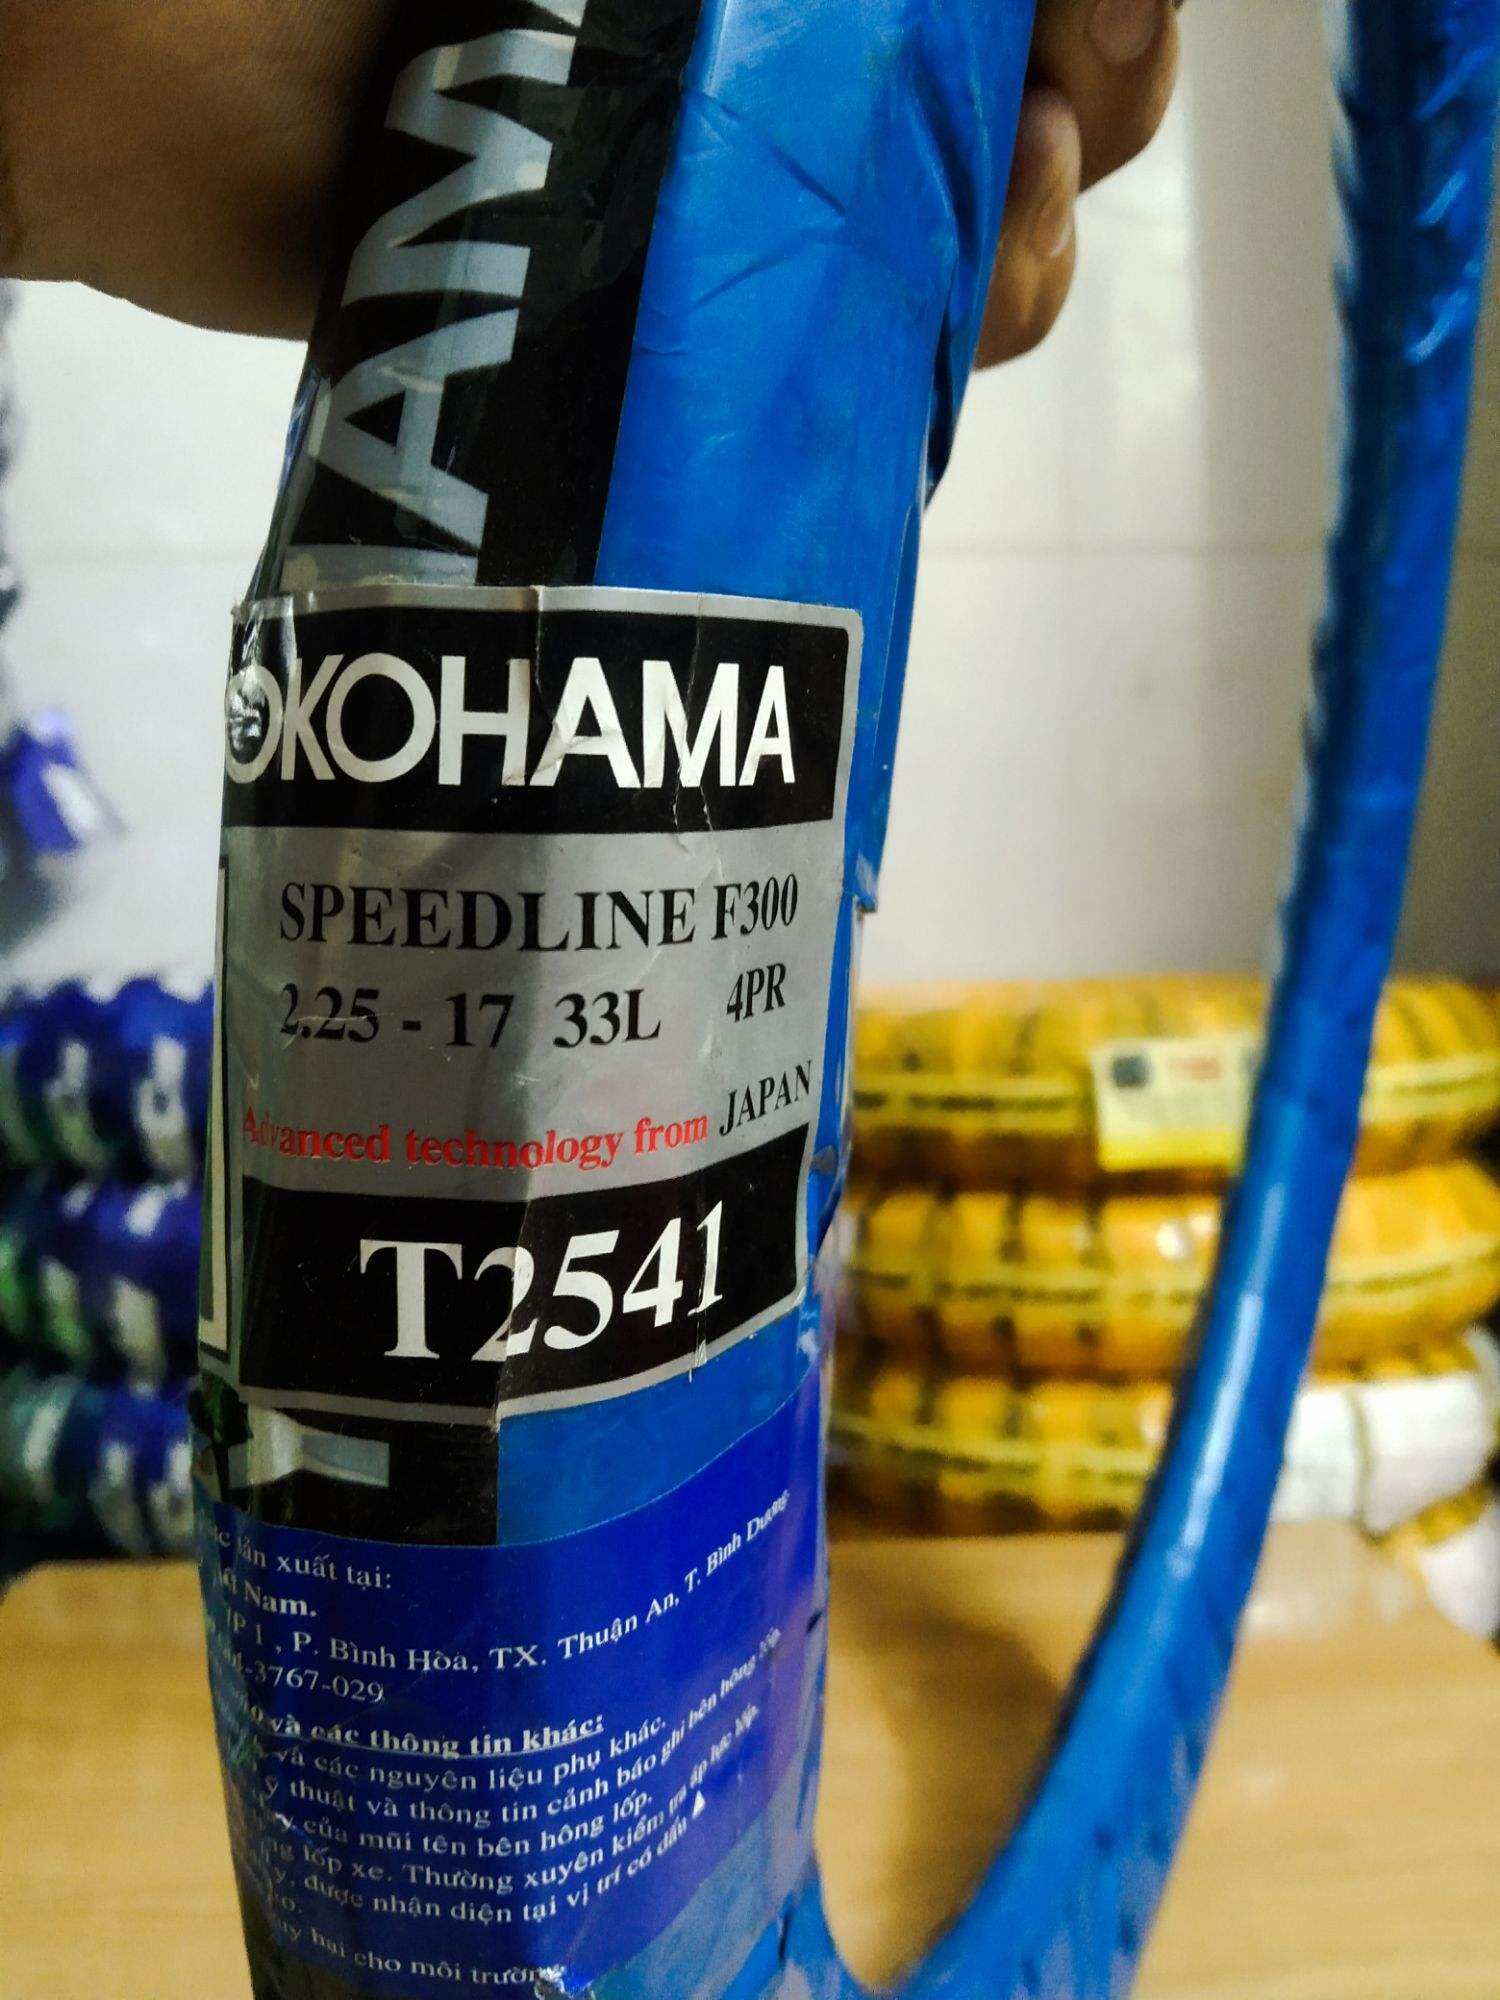 YAMA
OKOHAMA
SPEEDLINE F300
2.25 - 17 33L 4PR
Advanced technology from JAPAN
T2541
Y
sản xuất tại:
Nam.
P. Bình Hòa, TX. Thuận An, T. Bình Dương.
-3767-029
và các thông tin khác:
và các nguyên liệu phụ khác.
thuật và thông tin cảnh báo ghi bên hông lốp.
của mũi tên bên hông lốp.
lốp xe. Thường xuyên kiểm tra áp lực lốp.
được nhận diện tại vị trí có dấu ▲
hại cho môi trường